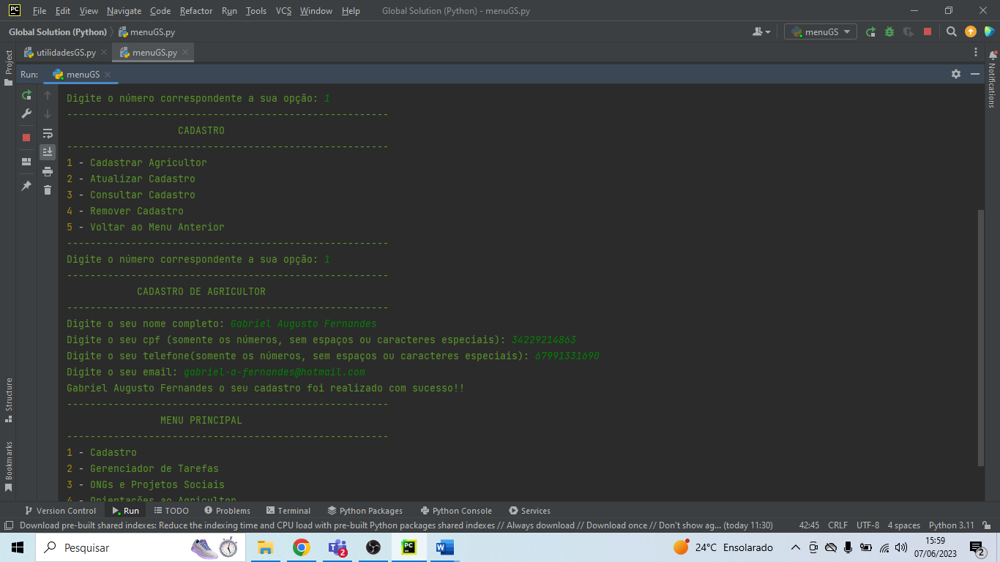 File Edit View Navigate Code Refactor Run Tools VCS Window Help Global Solution (Python) - menuGS.py
Global Solution (Python) menuGS.py menuGS
utilidadesGS.py menuGS.py
Project
Notifications
Run: menuGS
Digite o número correspondente a sua opção: 1
-------------------------------------------------------
CADASTRO
-------------------------------------------------------
1 - Cadastrar Agricultor
2 - Atualizar Cadastro
3 - Consultar Cadastro
4 - Remover Cadastro
5 - Voltar ao Menu Anterior
-------------------------------------------------------
Digite o número correspondente a sua opção: 1
-------------------------------------------------------
CADASTRO DE AGRICULTOR
-------------------------------------------------------
Digite o seu nome completo: Gabriel Augusto Fernandes
Digite o seu cpf (somente os números, sem espaços ou caracteres especiais): 34229214863
Digite o seu telefone(somente os números, sem espaços ou caracteres especiais): 67991331690
Digite o seu email: gabriel-a-fernandes@hotmail.com
Gabriel Augusto Fernandes o seu cadastro foi realizado com sucesso!!
-------------------------------------------------------
MENU PRINCIPAL
-------------------------------------------------------
1 - Cadastro
2 - Gerenciador de Tarefas
3 - ONGs e Projetos Sociais
4 - Orientações ao Agricultor
Structure
Bookmarks
Version Control Run TODO Problems Terminal Python Packages Python Console Services
Download pre-built shared indexes: Reduce the indexing time and CPU load with pre-built Python packages shared indexes // Always download // Download once // Don't show ag... (today 11:30) 42:45 CRLF UTF-8 4 spaces Python 3.11
Pesquisar 2 24°C Ensolarado 15:59
07/06/2023 2